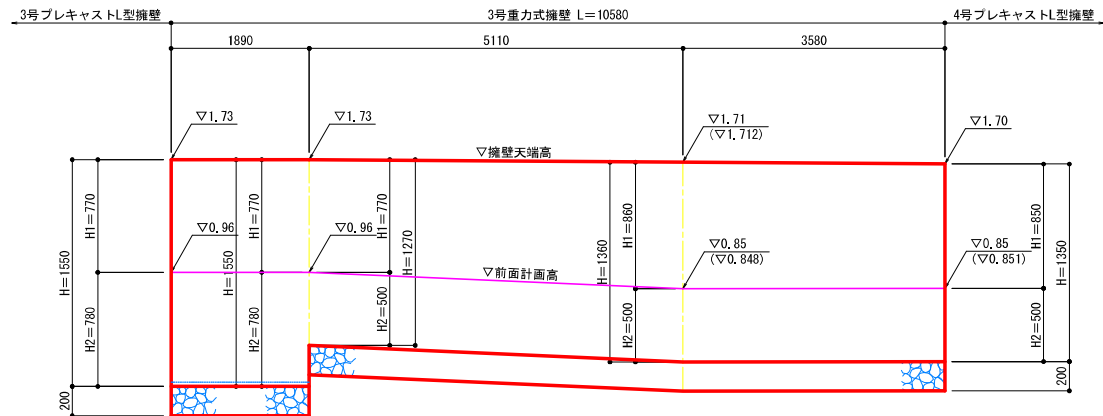 3号プレキャストL型擁壁
3号重力式擁壁 L=10580
4号プレキャストL型擁壁
1890
5110
3580
▽1.73
▽1.73
▽1.71
(▽1.712)
▽1.70
▽擁壁天端高
H=1550
H1=770
H2=780
200
▽0.96
H=1550
H1=770
H2=780
▽0.96
H1=770
H2=500
H=1270
▽前面計画高
H=1360
H1=860
H2=500
▽0.85
(▽0.848)
▽0.85
(▽0.851)
H1=850
H2=500
H=1350
200